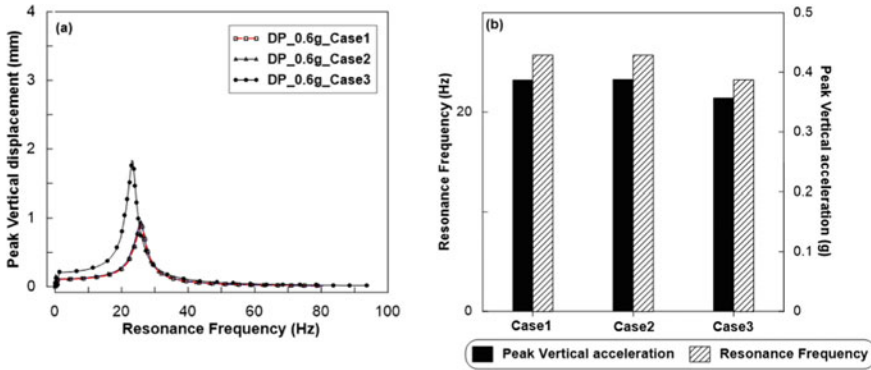 (a)
DP_0.6g_Case1
DP_0.6g_Case2
DP_0.6g_Case3
Peak Vertical displacement (mm)
4
3
2
1
0
0
20
40
60
80
100
Resonance Frequency (Hz)
(b)
Resonance Frequency (Hz)
20
0
Peak Vertical acceleration (g)
0.5
0.4
0.3
0.2
0.1
0
Case1
Case2
Case3
Peak Vertical acceleration
Resonance Frequency